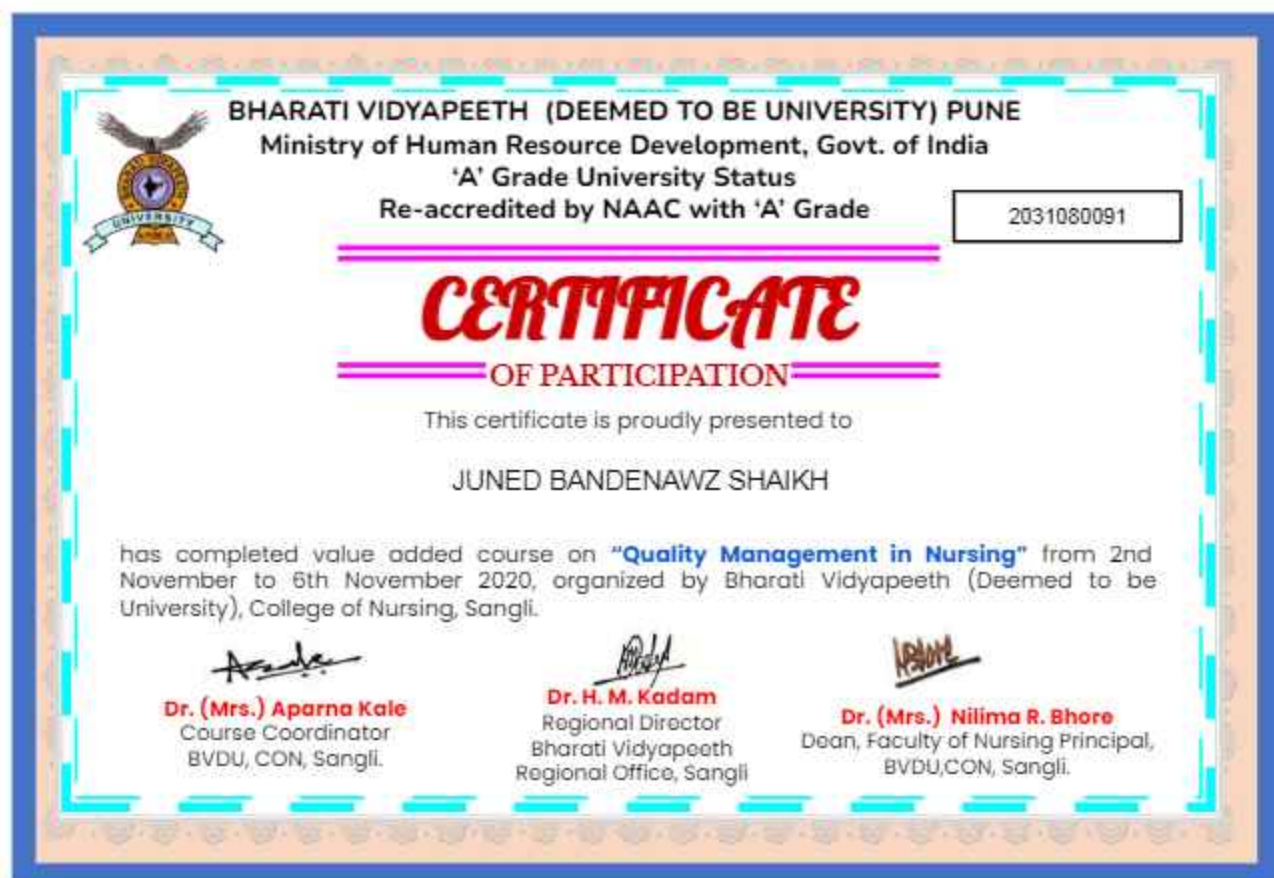 BHARATI VIDYAPEETH (DEEMED TO BE UNIVERSITY) PUNE
Ministry of Human Resource Development, Govt. of India
‘A’ Grade University Status
Re-accredited by NAAC with ‘A’ Grade
2031080091
BHARATI VIDYAPEETH
UNIVERSITY
CERTIFICATE
OF PARTICIPATION
This certificate is proudly presented to
JUNED BANDENAWZ SHAIKH
has completed value added course on “Quality Management in Nursing” from 2nd
November to 6th November 2020, organized by Bharati Vidyapeeth (Deemed to be
University), College of Nursing, Sangli.
Dr. (Mrs.) Aparna Kale
Course Coordinator
BVDU, CON, Sangli.
Dr. H. M. Kadam
Regional Director
Bharati Vidyapeeth
Regional Office, Sangli
Dr. (Mrs.) Nilima R. Bhore
Dean, Faculty of Nursing Principal,
BVDU,CON, Sangli.